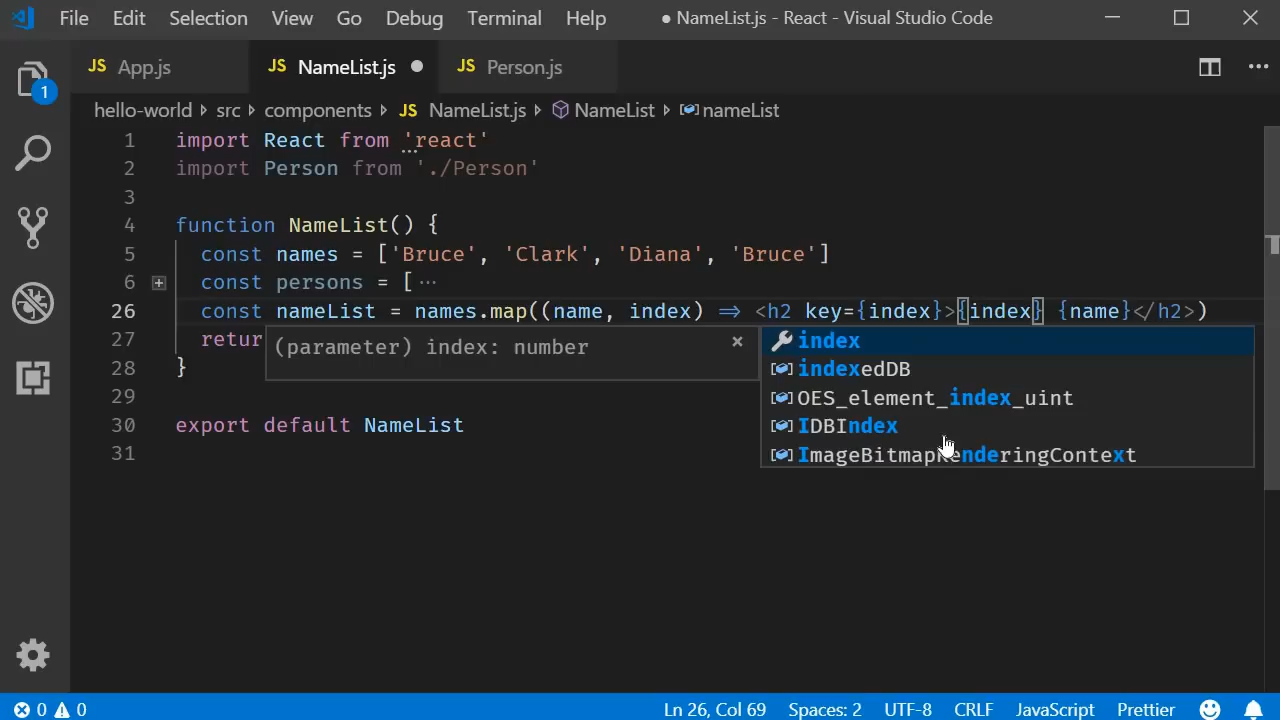 File Edit Selection View Go Debug Terminal Help ● NameList.js - React - Visual Studio Code
JS App.js JS NameList.js ● JS Person.js
1
hello-world › src › components › JS NameList.js › NameList › nameList
1 import React from 'react'
2 import Person from './Person'
3
4 function NameList() {
5 const names = ['Bruce', 'Clark', 'Diana', 'Bruce']
6 const persons = [ ⋯
26 const nameList = names.map((name, index) => <h2 key={index}>{index} {name}</h2>)
27 retur
(parameter) index: number ×
index
indexedDB
OES_element_index_uint
IDBIndex
ImageBitmapRenderingContext
28 }
29
30 export default NameList
31
0 0 Ln 26, Col 69 Spaces: 2 UTF-8 CRLF JavaScript Prettier